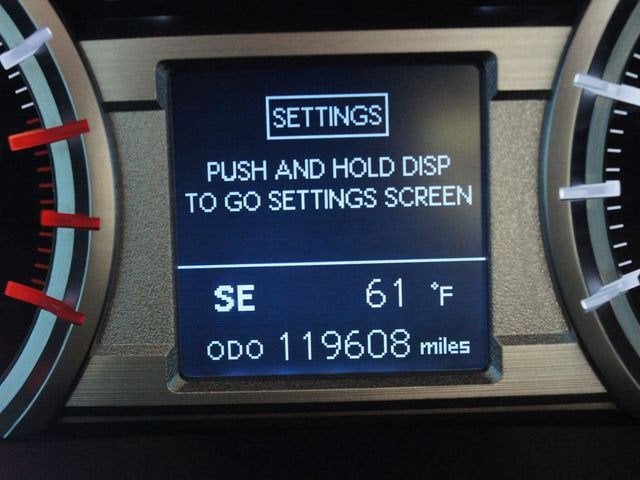 SETTINGS
PUSH AND HOLD DISP
TO GO SETTINGS SCREEN
SE 61 °F
ODO 119608 miles